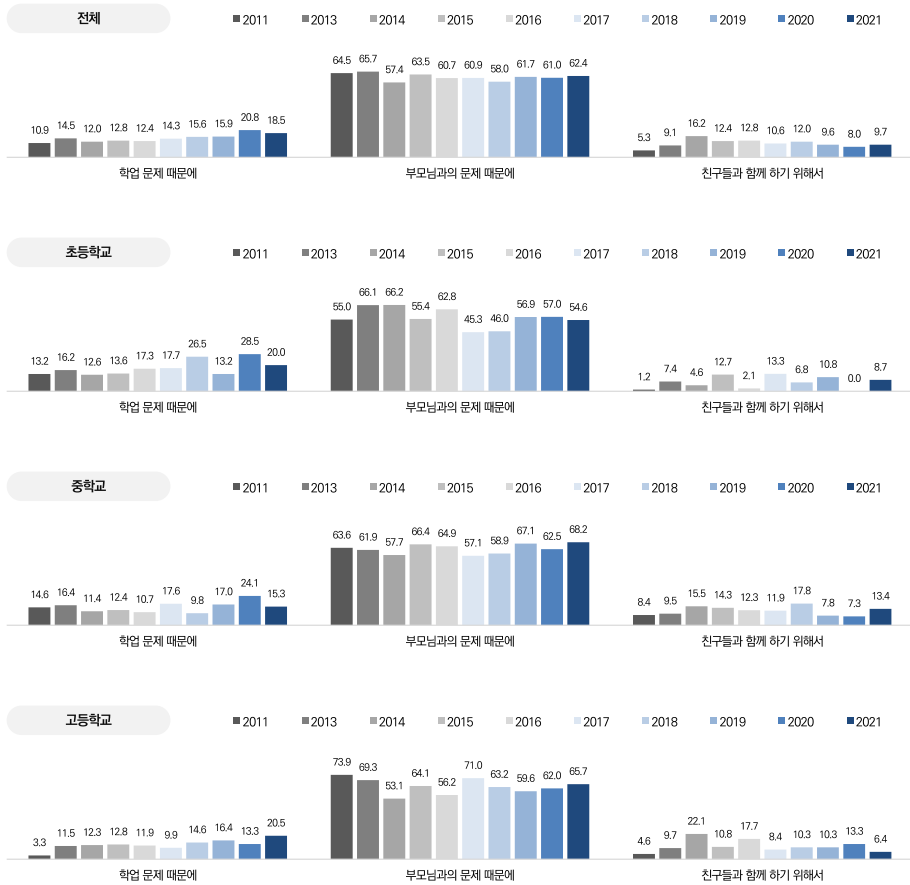 전체
2011 2013 2014 2015 2016 2017 2018 2019 2020 2021
10.9 14.5 12.0 12.8 12.4 14.3 15.6 15.9 20.8 18.5
64.5 65.7 57.4 63.5 60.7 60.9 58.0 61.7 61.0 62.4
5.3 9.1 16.2 12.4 12.8 10.6 12.0 9.6 8.0 9.7
학업 문제 때문에 부모님과의 문제 때문에 친구들과 함께 하기 위해서
초등학교
2011 2013 2014 2015 2016 2017 2018 2019 2020 2021
13.2 16.2 12.6 13.6 17.3 17.7 26.5 13.2 28.5 20.0
55.0 66.1 66.2 55.4 62.8 45.3 46.0 56.9 57.0 54.6
1.2 7.4 4.6 12.7 2.1 13.3 6.8 10.8 0.0 8.7
학업 문제 때문에 부모님과의 문제 때문에 친구들과 함께 하기 위해서
중학교
2011 2013 2014 2015 2016 2017 2018 2019 2020 2021
14.6 16.4 11.4 12.4 10.7 17.6 9.8 17.0 24.1 15.3
63.6 61.9 57.7 66.4 64.9 57.1 58.9 67.1 62.5 68.2
8.4 9.5 15.5 14.3 12.3 11.9 17.8 7.8 7.3 13.4
학업 문제 때문에 부모님과의 문제 때문에 친구들과 함께 하기 위해서
고등학교
2011 2013 2014 2015 2016 2017 2018 2019 2020 2021
3.3 11.5 12.3 12.8 11.9 9.9 14.6 16.4 13.3 20.5
73.9 69.3 53.1 64.1 56.2 71.0 63.2 59.6 62.0 65.7
4.6 9.7 22.1 10.8 17.7 8.4 10.3 10.3 13.3 6.4
학업 문제 때문에 부모님과의 문제 때문에 친구들과 함께 하기 위해서